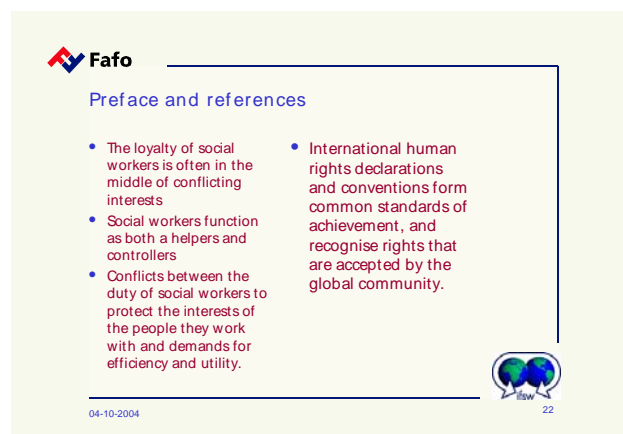 Fafo
Preface and references
• The loyalty of social
workers is often in the
middle of conflicting
interests
• Social workers function
as both a helpers and
controllers
• Conflicts between the
duty of social workers to
protect the interests of
the people they work
with and demands for
efficiency and utility.
• International human
rights declarations
and conventions form
common standards of
achievement, and
recognise rights that
are accepted by the
global community.
ifsw
04-10-2004
22